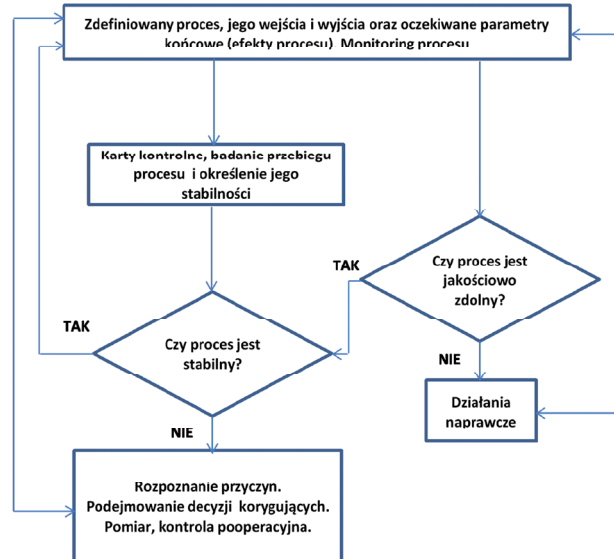 Zdefiniowany proces, jego wejścia i wyjścia oraz oczekiwane parametry
końcowe (efekty procesu). Monitoring procesu
Karty kontrolne, badanie przebiegu
procesu i określenie jego
stabilności
Czy proces jest
jakościowo
zdolny?
TAK
TAK
Czy proces jest
stabilny?
NIE
Działania
naprawcze
NIE
Rozpoznanie przyczyn.
Podejmowanie decyzji korygujących.
Pomiar, kontrola pooperacyjna.